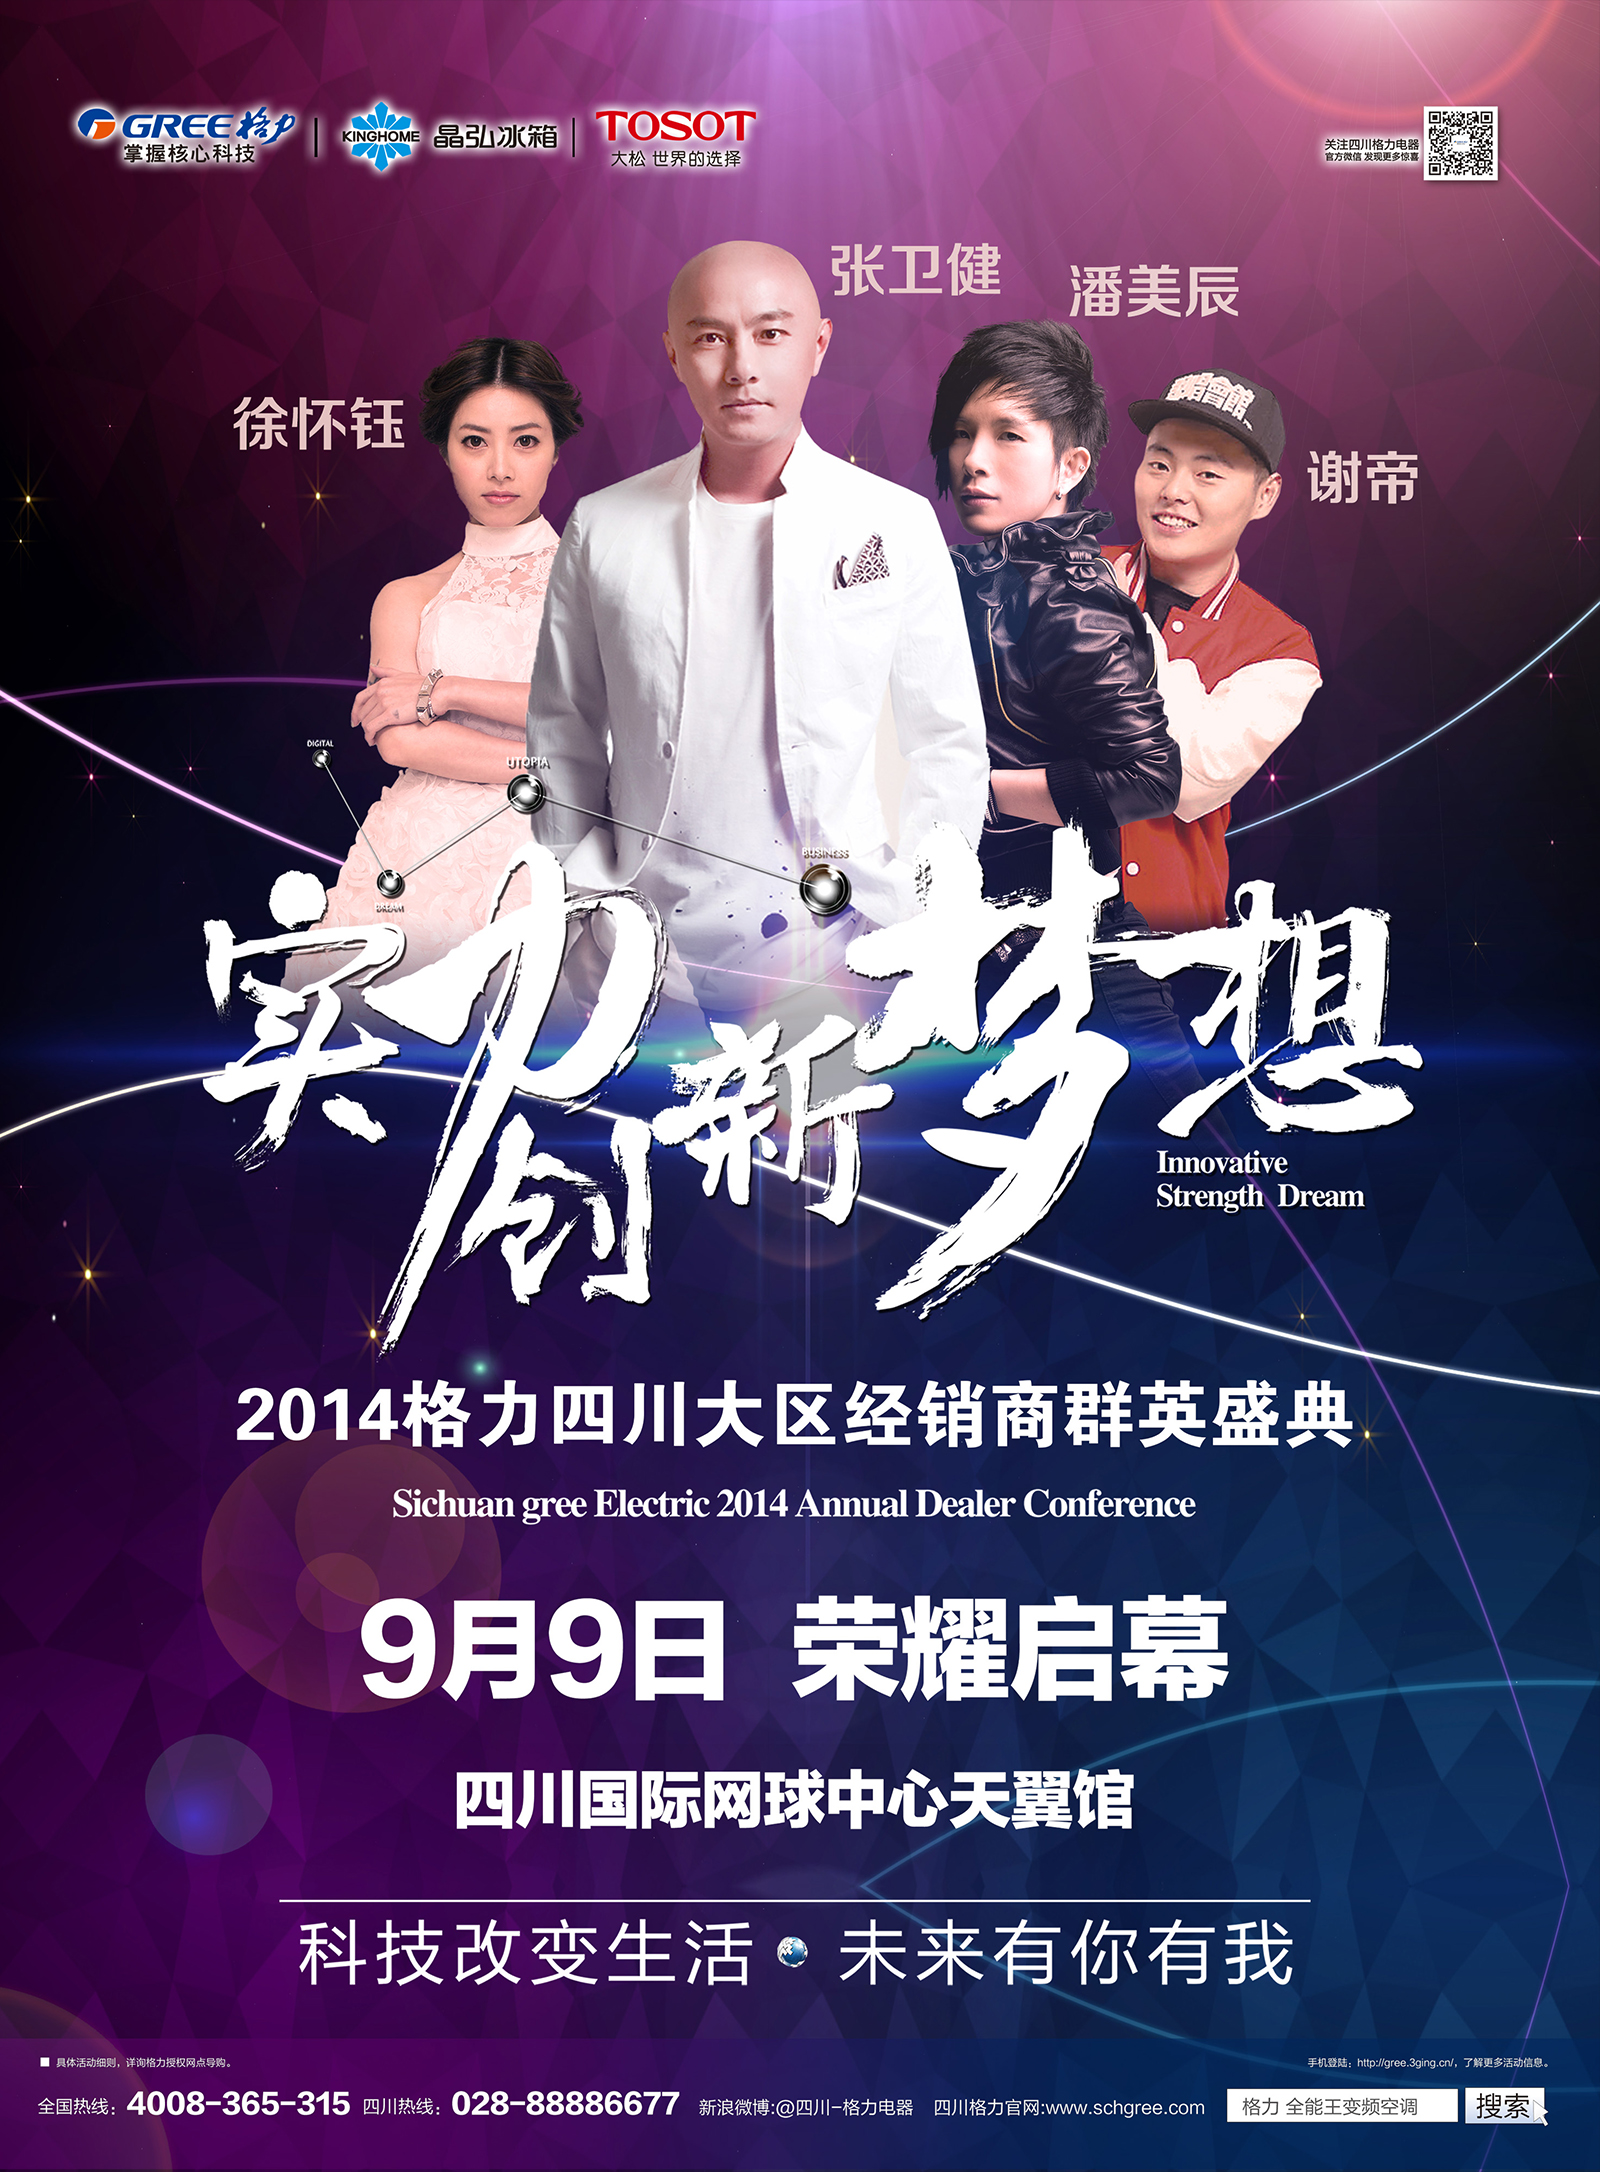 GREE 格力
掌握核心科技
KINGHOME 晶弘冰箱
TOSOT
大松 世界的选择
关注四川格力电器
官方微信 发现更多惊喜
张卫健
潘美辰
徐怀钰
谢帝
DIGITAL
UTOPIA
BUSINESS
DREAM
实力创新梦想
Innovative
Strength Dream
2014格力四川大区经销商群英盛典
Sichuan gree Electric 2014 Annual Dealer Conference
9月9日 荣耀启幕
四川国际网球中心天翼馆
科技改变生活 未来有你有我
■ 具体活动细则，详询格力授权网点导购。
手机登陆：http://gree.3ging.cn/，了解更多活动信息。
全国热线：4008-365-315 四川热线：028-88886677 新浪微博:@四川-格力电器 四川格力官网:www.schgree.com 格力 全能王变频空调 搜索